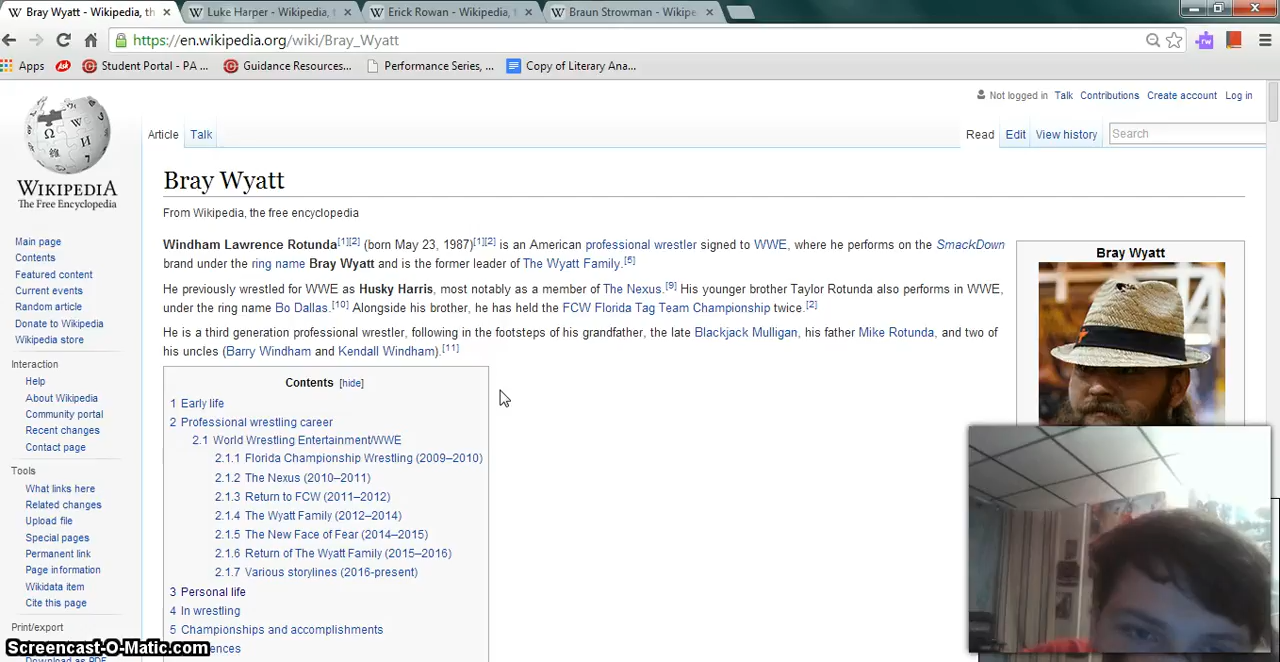 Bray Wyatt - Wikipedia, th
Luke Harper - Wikipedia, t
Erick Rowan - Wikipedia, th
Braun Strowman - Wikipe
https://en.wikipedia.org/wiki/Bray_Wyatt
Apps
Ask
Student Portal - PA ...
Guidance Resources...
Performance Series, ...
Copy of Literary Ana...
Not logged in Talk Contributions Create account Log in
Article Talk
Read Edit View history Search
WIKIPEDIA
The Free Encyclopedia
Main page
Contents
Featured content
Current events
Random article
Donate to Wikipedia
Wikipedia store
Interaction
Help
About Wikipedia
Community portal
Recent changes
Contact page
Tools
What links here
Related changes
Upload file
Special pages
Permanent link
Page information
Wikidata item
Cite this page
Print/export
Download as PDF
Bray Wyatt
From Wikipedia, the free encyclopedia
Windham Lawrence Rotunda[1][2] (born May 23, 1987)[1][2] is an American professional wrestler signed to WWE, where he performs on the SmackDown
brand under the ring name Bray Wyatt and is the former leader of The Wyatt Family.[6]
He previously wrestled for WWE as Husky Harris, most notably as a member of The Nexus.[9] His younger brother Taylor Rotunda also performs in WWE,
under the ring name Bo Dallas.[10] Alongside his brother, he has held the FCW Florida Tag Team Championship twice.[2]
He is a third generation professional wrestler, following in the footsteps of his grandfather, the late Blackjack Mulligan, his father Mike Rotunda, and two of
his uncles (Barry Windham and Kendall Windham).[11]
Contents [hide]
1 Early life
2 Professional wrestling career
2.1 World Wrestling Entertainment/WWE
2.1.1 Florida Championship Wrestling (2009–2010)
2.1.2 The Nexus (2010–2011)
2.1.3 Return to FCW (2011–2012)
2.1.4 The Wyatt Family (2012–2014)
2.1.5 The New Face of Fear (2014–2015)
2.1.6 Return of The Wyatt Family (2015–2016)
2.1.7 Various storylines (2016-present)
3 Personal life
4 In wrestling
5 Championships and accomplishments
ences
Bray Wyatt
Screencast-O-Matic.com